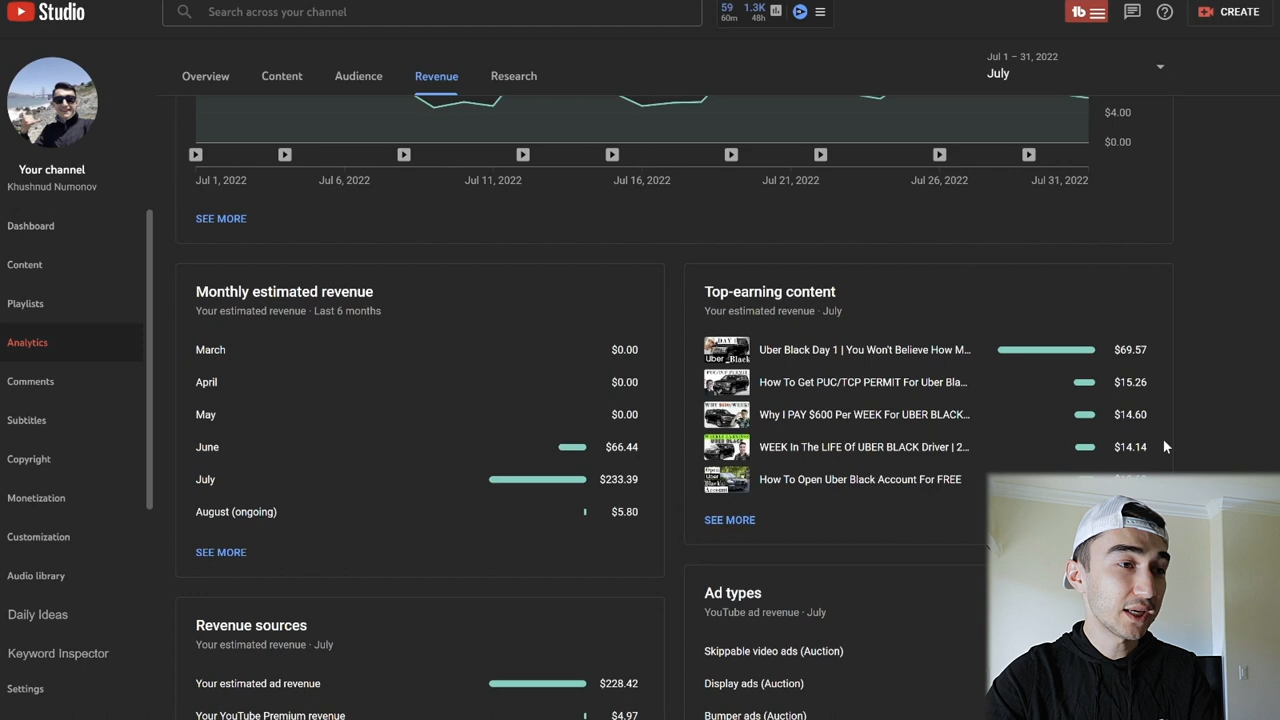 Studio
Search across your channel
59
60m
1.3K
48h
CREATE
Overview
Content
Audience
Revenue
Research
Jul 1 – 31, 2022
July
Your channel
Khushnud Numonov
Dashboard
Content
Playlists
Analytics
Comments
Subtitles
Copyright
Monetization
Customization
Audio library
Daily Ideas
Keyword Inspector
Settings
$4.00
$0.00
Jul 1, 2022
Jul 6, 2022
Jul 11, 2022
Jul 16, 2022
Jul 21, 2022
Jul 26, 2022
Jul 31, 2022
SEE MORE
Monthly estimated revenue
Your estimated revenue · Last 6 months
March $0.00
April $0.00
May $0.00
June $66.44
July $233.39
August (ongoing) $5.80
SEE MORE
Top-earning content
Your estimated revenue · July
Uber Black Day 1 | You Won't Believe How M... $69.57
How To Get PUC/TCP PERMIT For Uber Bla... $15.26
Why I PAY $600 Per WEEK For UBER BLACK... $14.60
WEEK In The LIFE Of UBER BLACK Driver | 2... $14.14
How To Open Uber Black Account For FREE
SEE MORE
Revenue sources
Your estimated revenue · July
Your estimated ad revenue $228.42
Your YouTube Premium revenue $4.97
Ad types
YouTube ad revenue · July
Skippable video ads (Auction)
Display ads (Auction)
Bumper ads (Auction)